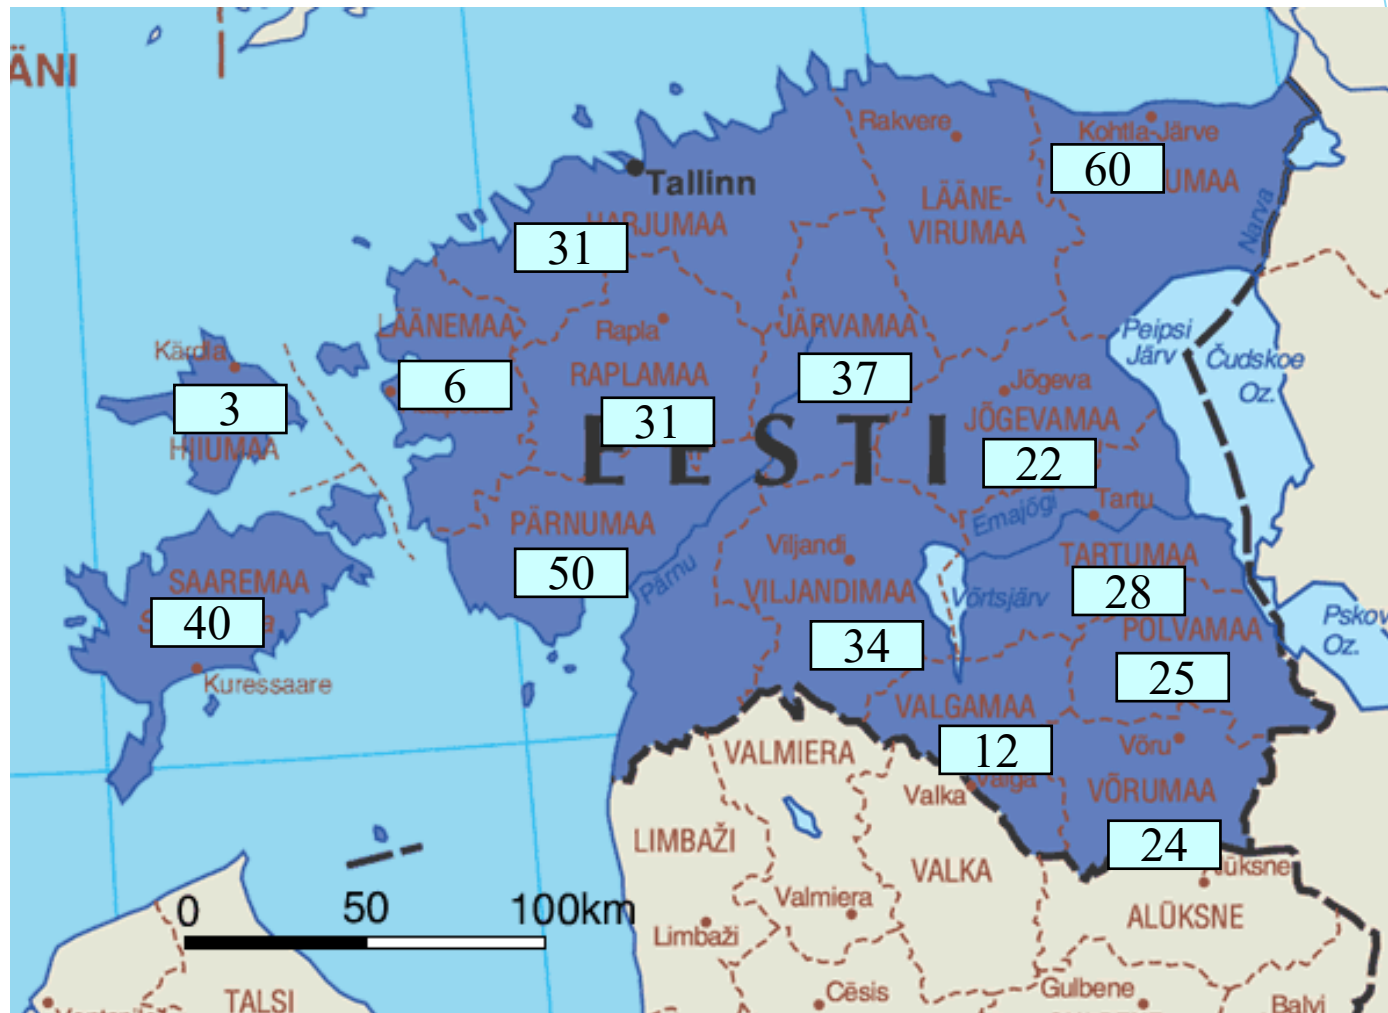 ÄNI
Rakvere
Kohtla-Järve
60
UMAA
Tallinn
LÄÄNE-
VIRUMAA
HARJUMAA
31
Narva
LÄÄNEMAA
Rapla
JÄRVAMAA
Peipsi
Järv
Čudskoe
Oz.
Kärdla
RAPLAMAA
6
37
Jõgeva
3
31
JÕGEVAMAA
HIIUMAA
EESTI
22
PÄRNUMAA
Emajõgi
Tartu
Viljandi
TARTUMAA
SAAREMAA
50
Pärnu
VILJANDIMAA
Võrtsjärv
28
40
POLVAMAA
Pskov
Oz.
34
Kuressaare
25
VALGAMAA
12
Võru
VALMIERA
Valga
Valka
VÕRUMAA
LIMBAŽI
24
VALKA
Jüksne
0
50
100km
Valmiera
ALŪKSNE
Limbaži
TALSI
Cēsis
Gulbene
Balvi